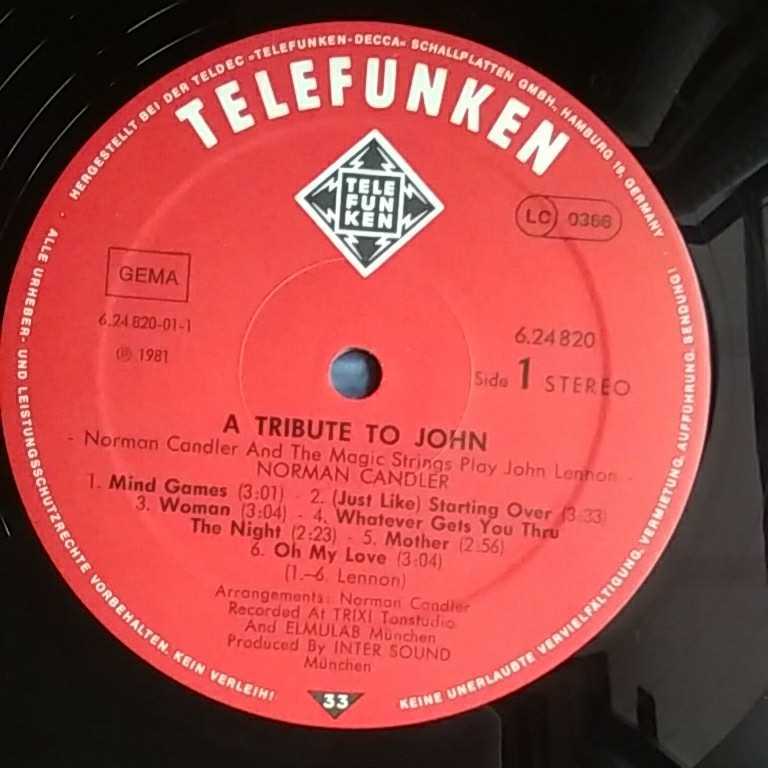 HERGESTELLT BEI DER TELDEC »TELEFUNKEN-DECCA« SCHALLPLATTEN GMBH., HAMBURG 19, GERMANY
TELEFUNKEN
TELE
FUN
KEN
LC 0366
GEMA
6.24 820-01-1
℗ 1981
6.24 820
Side 1 STEREO
A TRIBUTE TO JOHN
- Norman Candler And The Magic Strings Play John Lennon -
NORMAN CANDLER
1. Mind Games (3:01) - 2. (Just Like) Starting Over (3:33)
3. Woman (3:04) - 4. Whatever Gets You Thru
The Night (2:23) - 5. Mother (2:56)
6. Oh My Love (3:04)
(1.–6. Lennon)
Arrangements: Norman Candler
Recorded At TRIXI Tonstudio
And ELMULAB München
Produced By INTER SOUND
München
33
ALLE URHEBER- UND LEISTUNGSSCHUTZRECHTE VORBEHALTEN. KEIN VERLEIH!
KEINE UNERLAUBTE VERVIELFÄLTIGUNG, VERMIETUNG, AUFFÜHRUNG, SENDUNG!